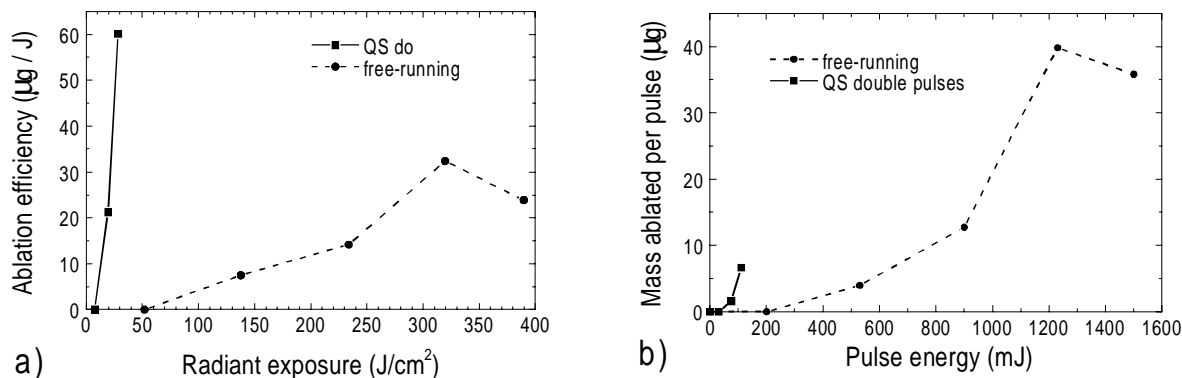 QS do
free-running
Ablation efficiency (μg / J)
60
50
40
30
20
10
0
0 50 100 150 200 250 300 350 400
Radiant exposure (J/cm²)
a)
free-running
QS double pulses
Mass ablated per pulse (μg)
40
30
20
10
0
0 200 400 600 800 1000 1200 1400 1600
Pulse energy (mJ)
b)